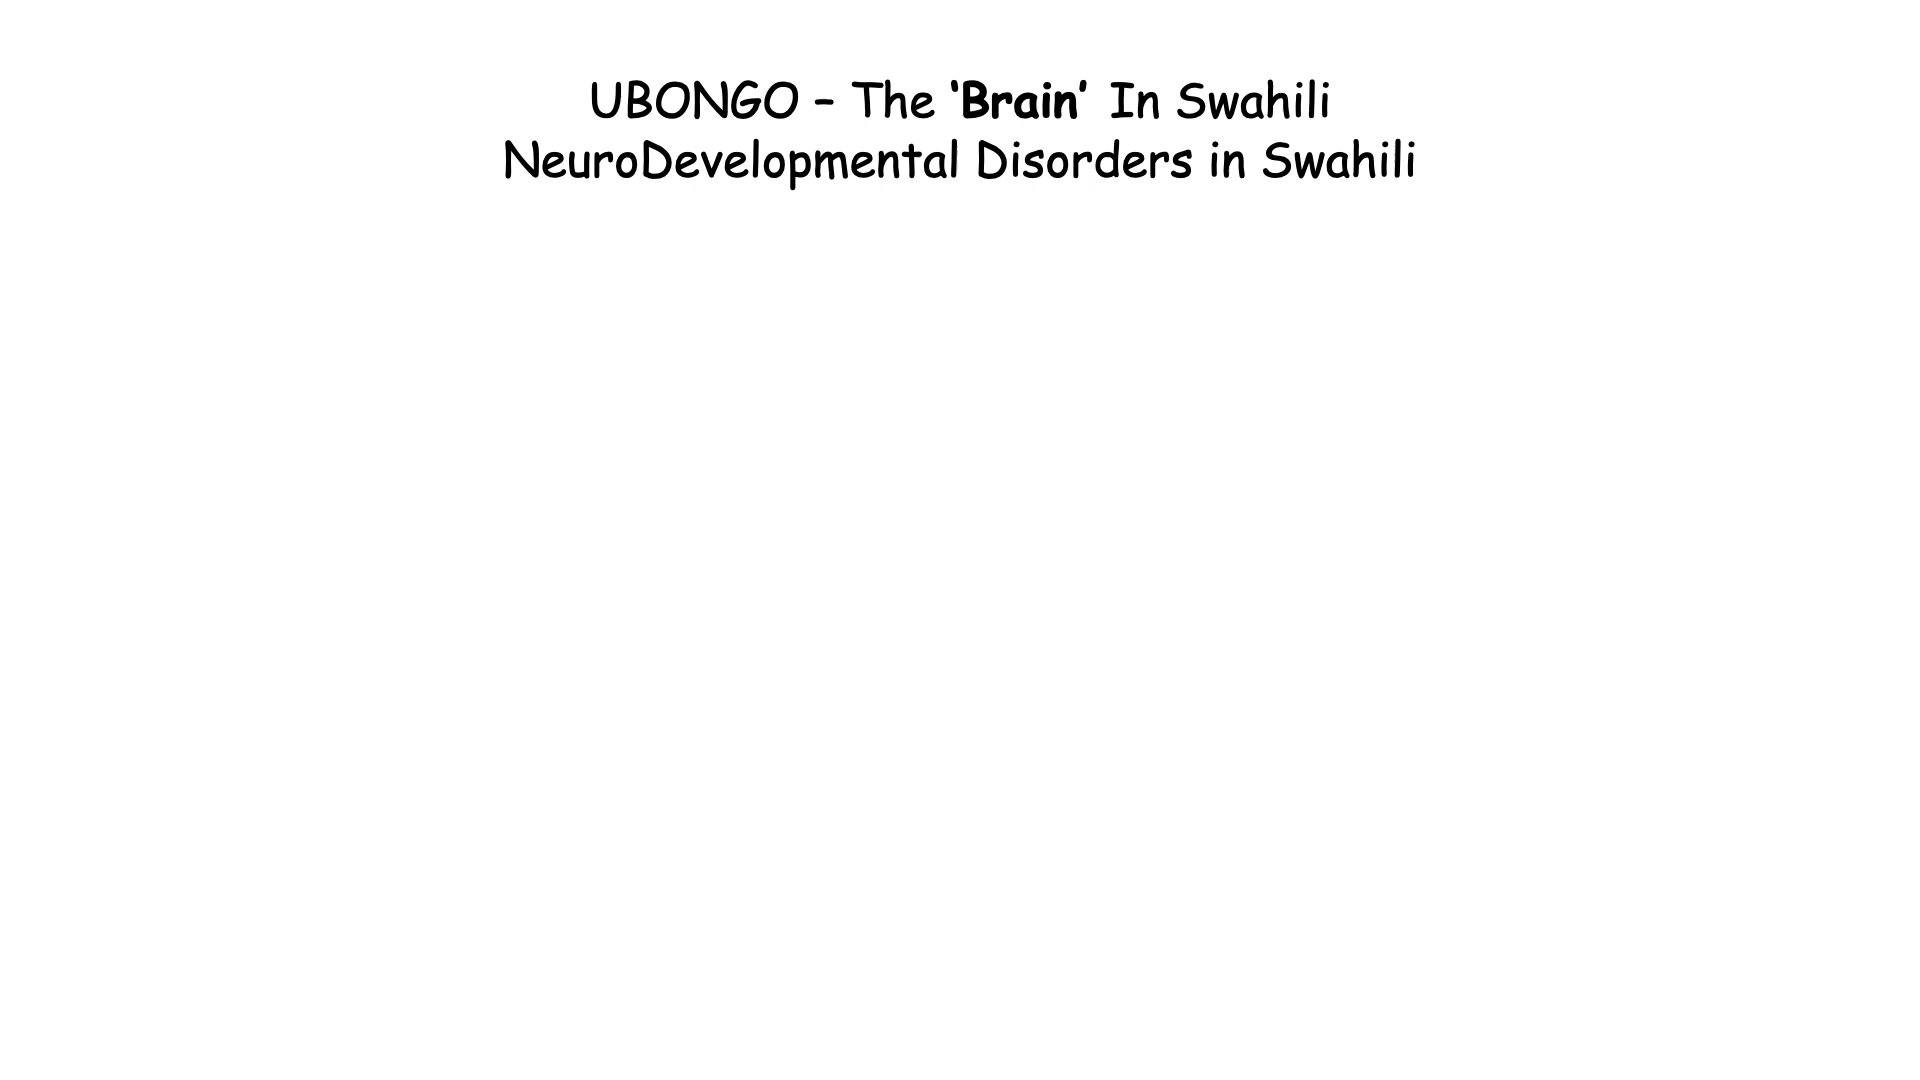 UBONGO – The ‘Brain’ In Swahili
NeuroDevelopmental Disorders in Swahili